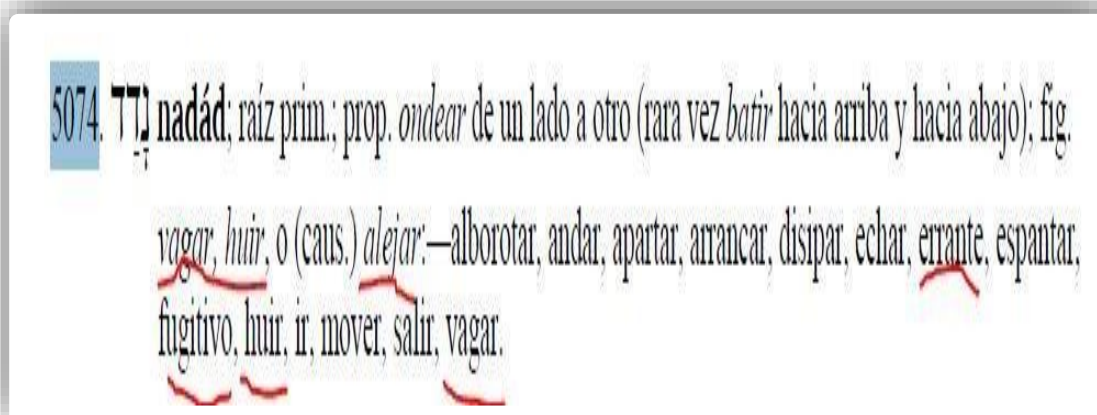 5074. נָדַד nadád; raíz prim.; prop. ondear de un lado a otro (rara vez batir hacia arriba y hacia abajo); fig.
vagar, huir, o (caus.) alejar:—alborotar, andar, apartar, arrancar, disipar, echar, errante, espantar,
fugitivo, huir, ir, mover, salir, vagar.